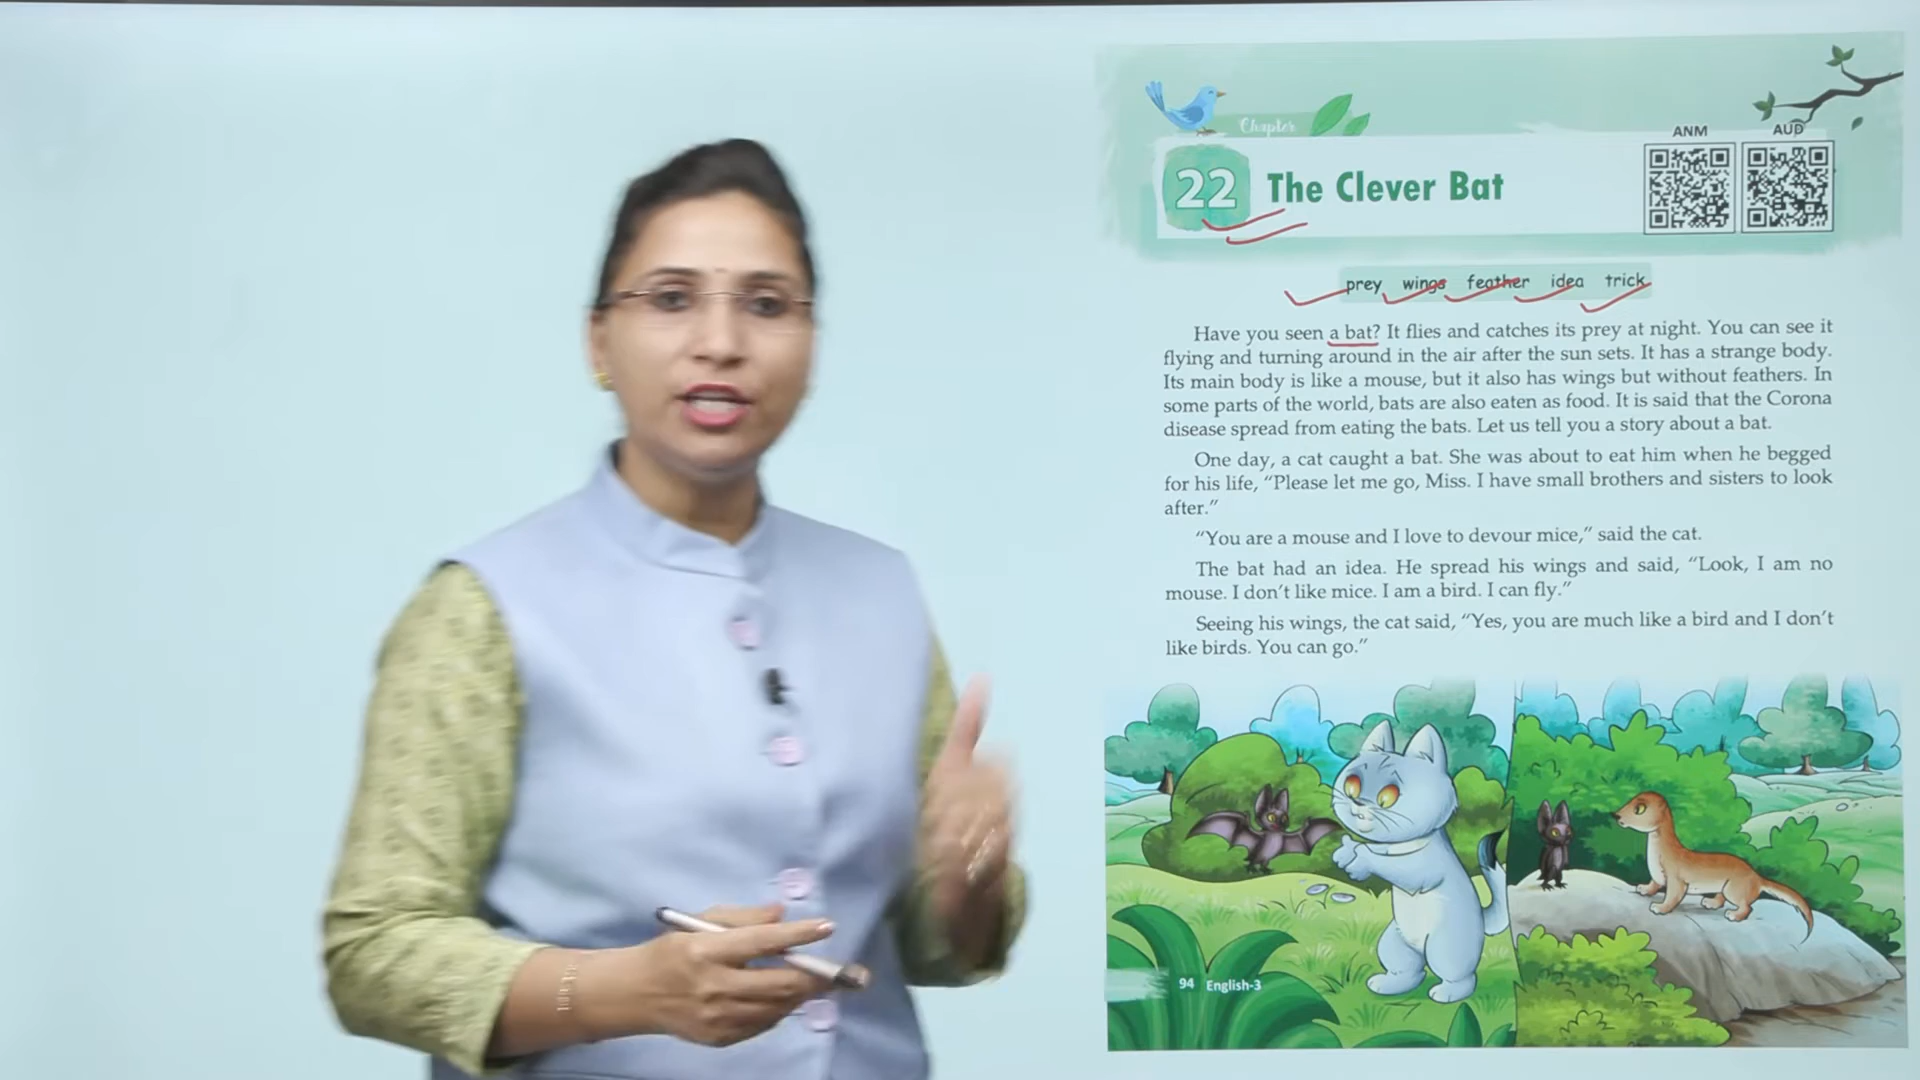 Chapter
ANM AUD
22 The Clever Bat
prey wings feather idea trick
Have you seen a bat? It flies and catches its prey at night. You can see it
flying and turning around in the air after the sun sets. It has a strange body.
Its main body is like a mouse, but it also has wings but without feathers. In
some parts of the world, bats are also eaten as food. It is said that the Corona
disease spread from eating the bats. Let us tell you a story about a bat.
One day, a cat caught a bat. She was about to eat him when he begged
for his life, “Please let me go, Miss. I have small brothers and sisters to look
after.”
“You are a mouse and I love to devour mice,” said the cat.
The bat had an idea. He spread his wings and said, “Look, I am no
mouse. I don’t like mice. I am a bird. I can fly.”
Seeing his wings, the cat said, “Yes, you are much like a bird and I don’t
like birds. You can go.”
94 English-3